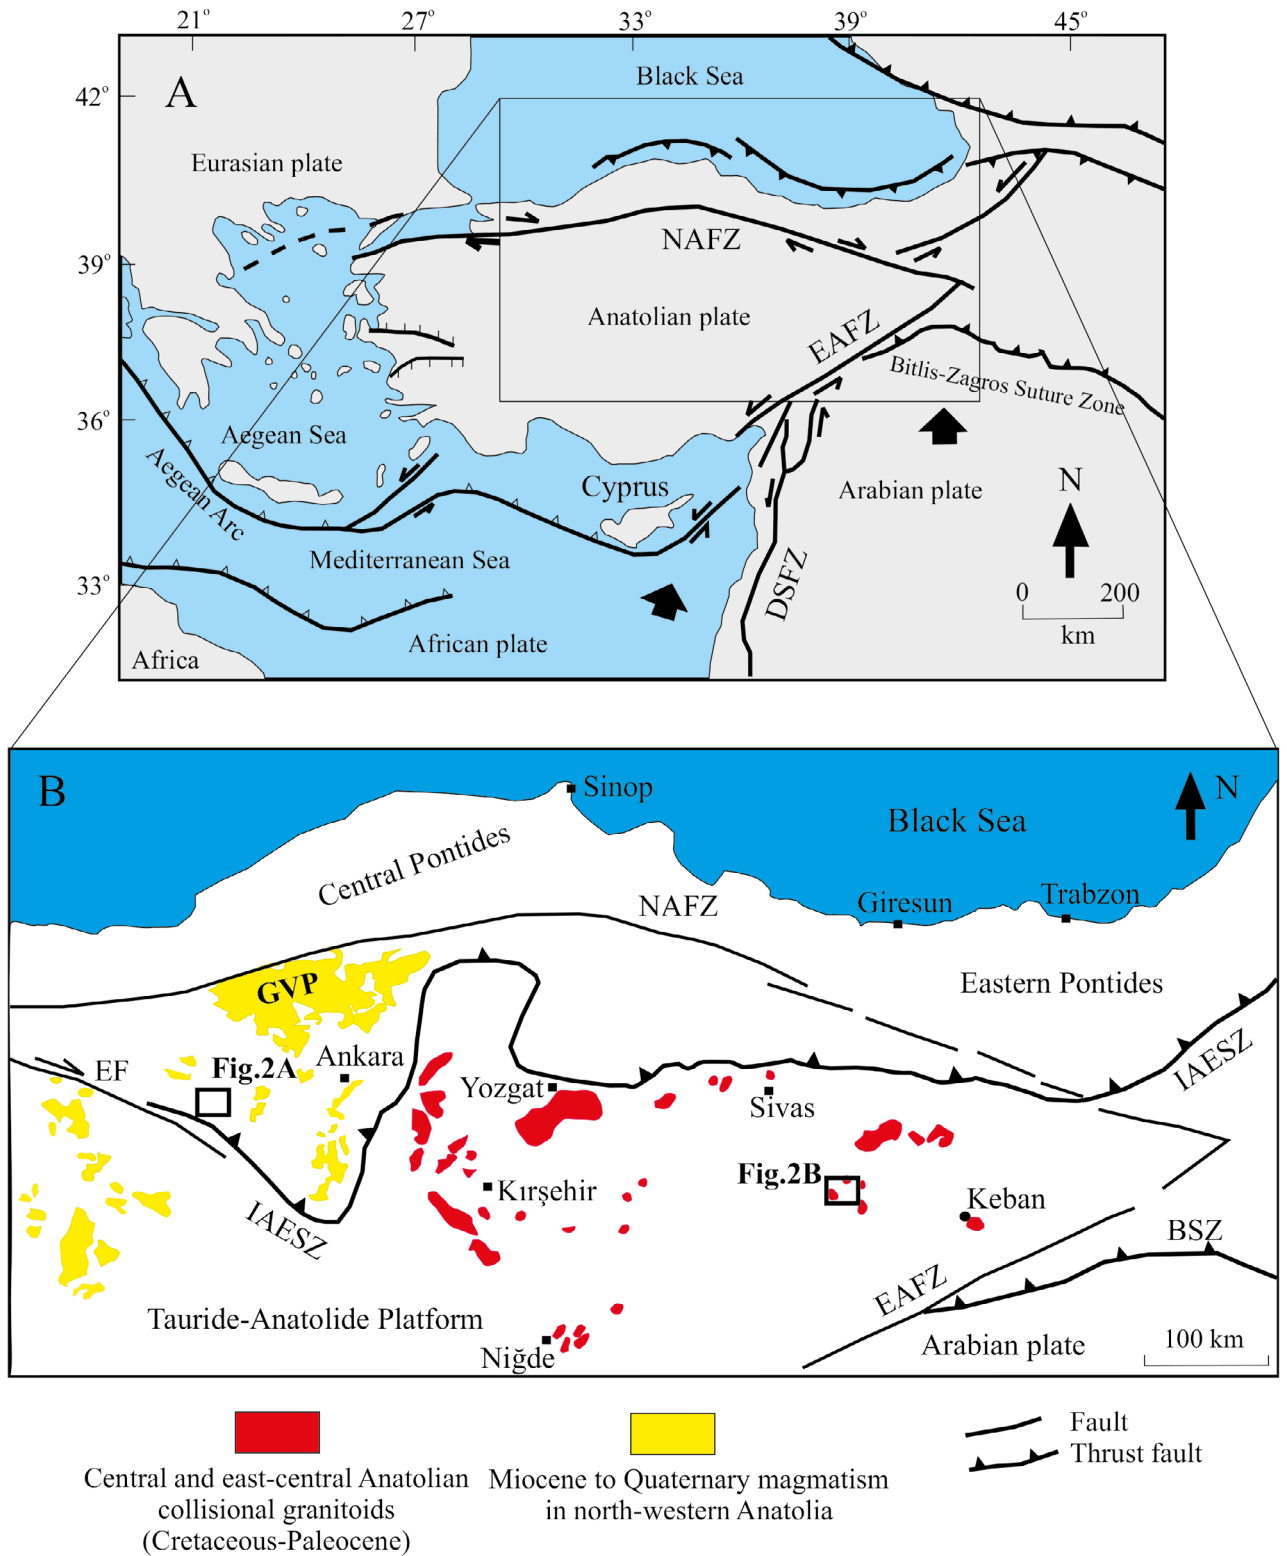 21°
27°
33°
39°
45°
42°
39°
36°
33°
A
Black Sea
Eurasian plate
NAFZ
Anatolian plate
EAFZ
Bitlis-Zagros Suture Zone
Aegean Sea
Aegean Arc
Cyprus
Arabian plate
N
Mediterranean Sea
DSFZ
0 200
km
African plate
Africa
B
Sinop
Black Sea
N
Central Pontides
NAFZ
Giresun
Trabzon
GVP
Eastern Pontides
EF
Fig.2A
Ankara
Yozgat
Sivas
IAESZ
Fig.2B
Kırşehir
Keban
IAESZ
BSZ
EAFZ
Tauride-Anatolide Platform
Niğde
Arabian plate
100 km
Central and east-central Anatolian
collisional granitoids
(Cretaceous-Paleocene)
Miocene to Quaternary magmatism
in north-western Anatolia
Fault
Thrust fault